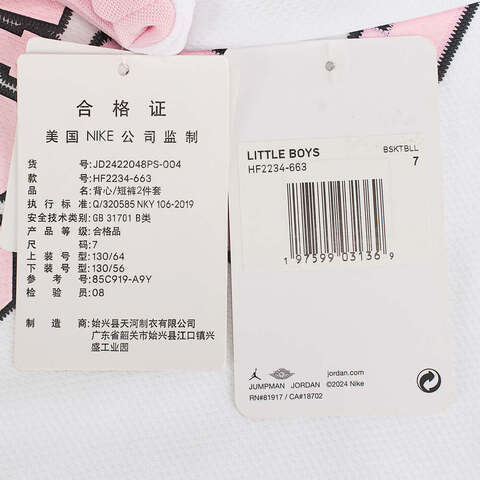 合格证
美国 NIKE 公司监制
货 号:JD2422048PS-004
款 号:HF2234-663
名 称:背心/短裤2件套
执行标准:Q/320585 NKY 106-2019
安全技术类别:GB 31701 B类
产品等级:合格品
尺 码:7
上装型号:130/64
下装型号:130/56
参考编号:85C919-A9Y
检验员:08
制造商:始兴县天河制衣有限公司
广东省韶关市始兴县江口镇兴
盛工业园
LITTLE BOYS BSKTBLL
HF2234-663 7
1 97599 03136 9
JUMPMAN JORDAN
RN#81917 / CA#18702
jordan.com
©2024 Nike